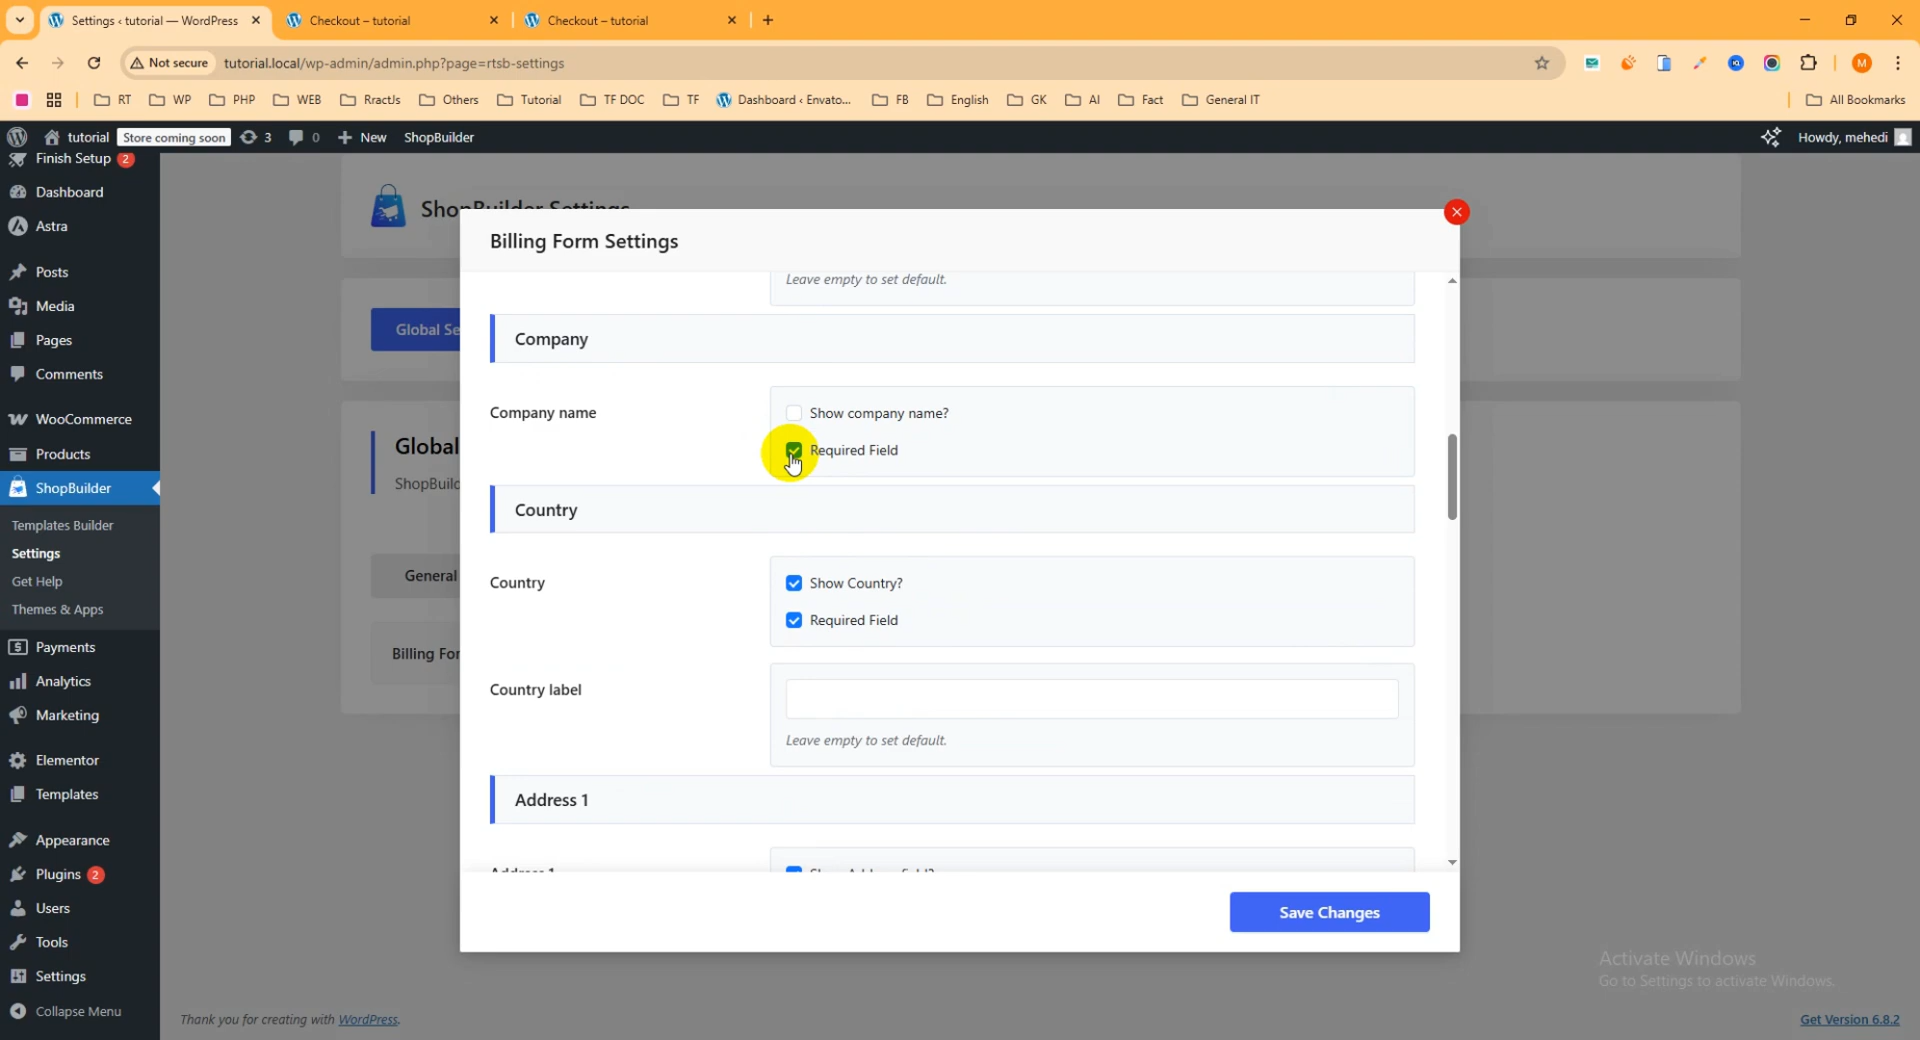 Settings ‹ tutorial — WordPress
Checkout – tutorial
Checkout – tutorial
Not secure
tutorial.local/wp-admin/admin.php?page=rtsb-settings
M
RT
WP
PHP
WEB
RractJs
Others
Tutorial
TF DOC
TF
Dashboard ‹ Envato...
FB
English
GK
AI
Fact
General IT
All Bookmarks
tutorial
Store coming soon
3
0
New
ShopBuilder
Howdy, mehedi
Finish Setup 2
Dashboard
Astra
Posts
Media
Pages
Comments
WooCommerce
Products
ShopBuilder
Templates Builder
Settings
Get Help
Themes & Apps
Payments
Analytics
Marketing
Elementor
Templates
Appearance
Plugins 2
Users
Tools
Settings
Collapse Menu
ShopBuilder Settings
Global Se
Global
ShopBuild
General
Billing For
Billing Form Settings
Leave empty to set default.
Company
Company name
Show company name?
Required Field
Country
Country
Show Country?
Required Field
Country label
Leave empty to set default.
Address 1
Save Changes
Activate Windows
Go to Settings to activate Windows.
Thank you for creating with WordPress.
Get Version 6.8.2